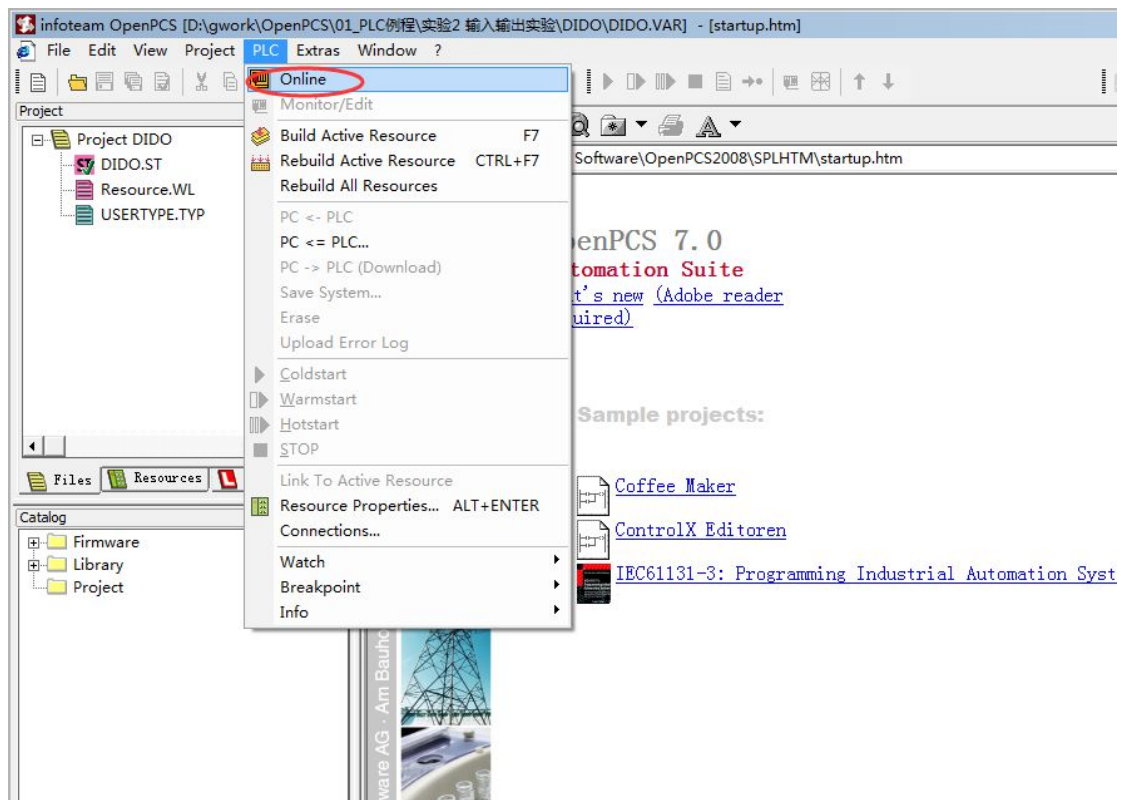 infoteam OpenPCS [D:\gwork\OpenPCS\01_PLC例程\实验2 输入输出实验\DIDO\DIDO.VAR] - [startup.htm]
File Edit View Project PLC Extras Window ?
Online
Monitor/Edit
Build Active Resource F7
Rebuild Active Resource CTRL+F7
Rebuild All Resources
PC <- PLC
PC <= PLC...
PC -> PLC (Download)
Save System...
Erase
Upload Error Log
Coldstart
Warmstart
Hotstart
STOP
Link To Active Resource
Resource Properties... ALT+ENTER
Connections...
Watch
Breakpoint
Info
Project
Project DIDO
DIDO.ST
Resource.WL
USERTYPE.TYP
Files Resources L
Catalog
Firmware
Library
Project
Software\OpenPCS2008\SPLHTM\startup.htm
enPCS 7.0
tomation Suite
t's new (Adobe reader
uired)
Sample projects:
Coffee Maker
ControlX Editoren
IEC61131-3: Programming Industrial Automation Syst
ware AG · Am Bauho